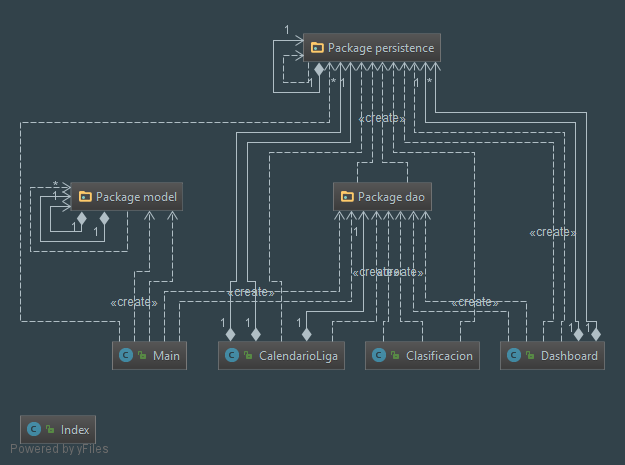 1
Package persistence
1 * 1 1 *
«create»
* 1
Package model
Package dao
1 1
1
«create»
«create» «create»
«create» «create» «create»
1 1 1 1 1
Main
CalendarioLiga
Clasificacion
Dashboard
Index
Powered by yFiles